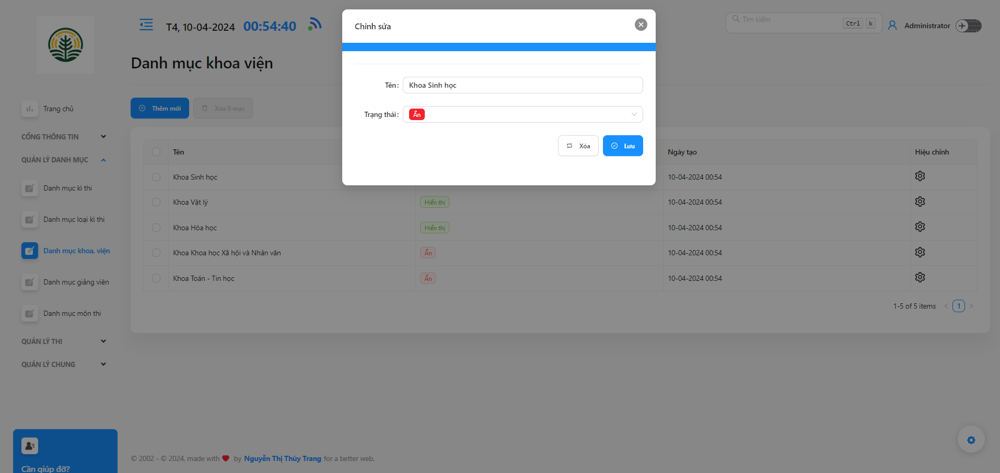 T4, 10-04-2024 00:54:40
Tìm kiếm Ctrl k
Administrator
Danh mục khoa viện
Trang chủ
CỔNG THÔNG TIN
QUẢN LÝ DANH MỤC
Danh mục kì thi
Danh mục loại kì thi
Danh mục khoa, viện
Danh mục giảng viên
Danh mục môn thi
QUẢN LÝ THI
QUẢN LÝ CHUNG
Cần giúp đỡ?
Thêm mới
Xóa 0 mục
Chỉnh sửa
Tên:
Khoa Sinh học
Trạng thái:
Ẩn
Xóa
Lưu
Tên Ngày tạo Hiệu chỉnh
Khoa Sinh học 10-04-2024 00:54
Khoa Vật lý Hiển thị 10-04-2024 00:54
Khoa Hóa học Hiển thị 10-04-2024 00:54
Khoa Khoa học Xã hội và Nhân văn Ẩn 10-04-2024 00:54
Khoa Toán - Tin học Ẩn 10-04-2024 00:54
1-5 of 5 items < 1 >
© 2002 - © 2024, made with ❤ by Nguyễn Thị Thùy Trang for a better web.